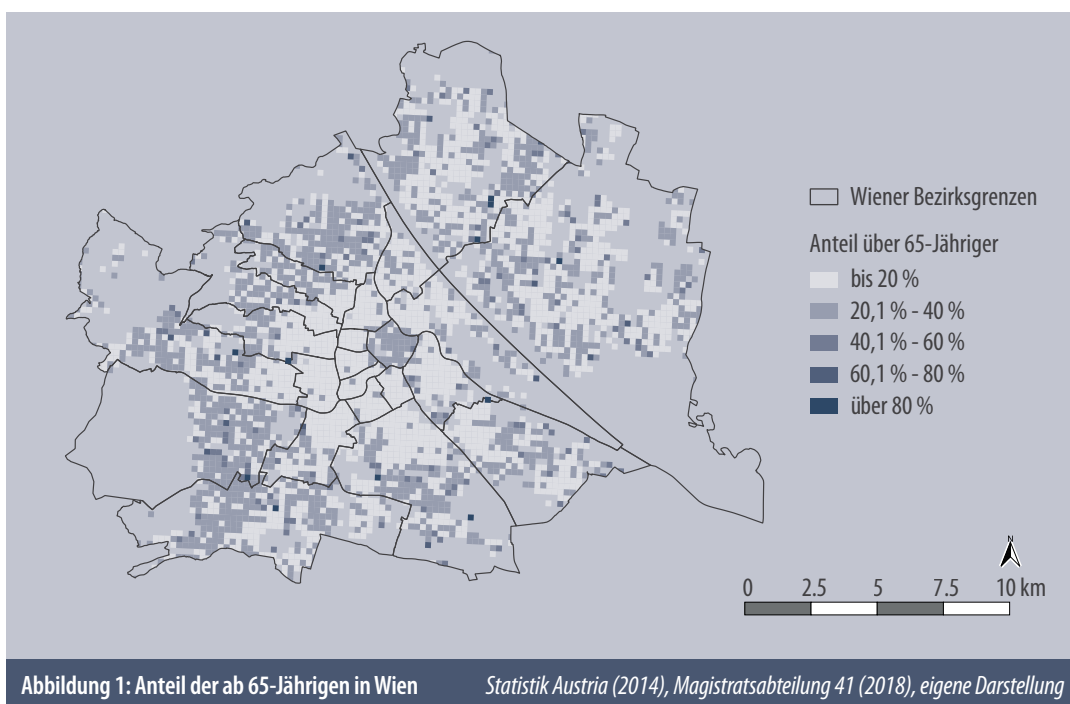 Wiener Bezirksgrenzen
Anteil über 65-Jähriger
bis 20 %
20,1 % - 40 %
40,1 % - 60 %
60,1 % - 80 %
über 80 %
N
0 2.5 5 7.5 10 km
Abbildung 1: Anteil der ab 65-Jährigen in Wien Statistik Austria (2014), Magistratsabteilung 41 (2018), eigene Darstellung